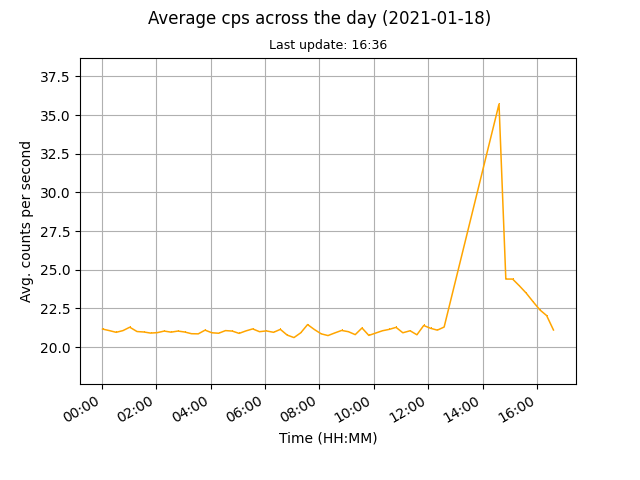 Average cps across the day (2021-01-18)
Last update: 16:36
37.5
35.0
32.5
30.0
27.5
25.0
22.5
20.0
Avg. counts per second
00:00 02:00 04:00 06:00 08:00 10:00 12:00 14:00 16:00
Time (HH:MM)